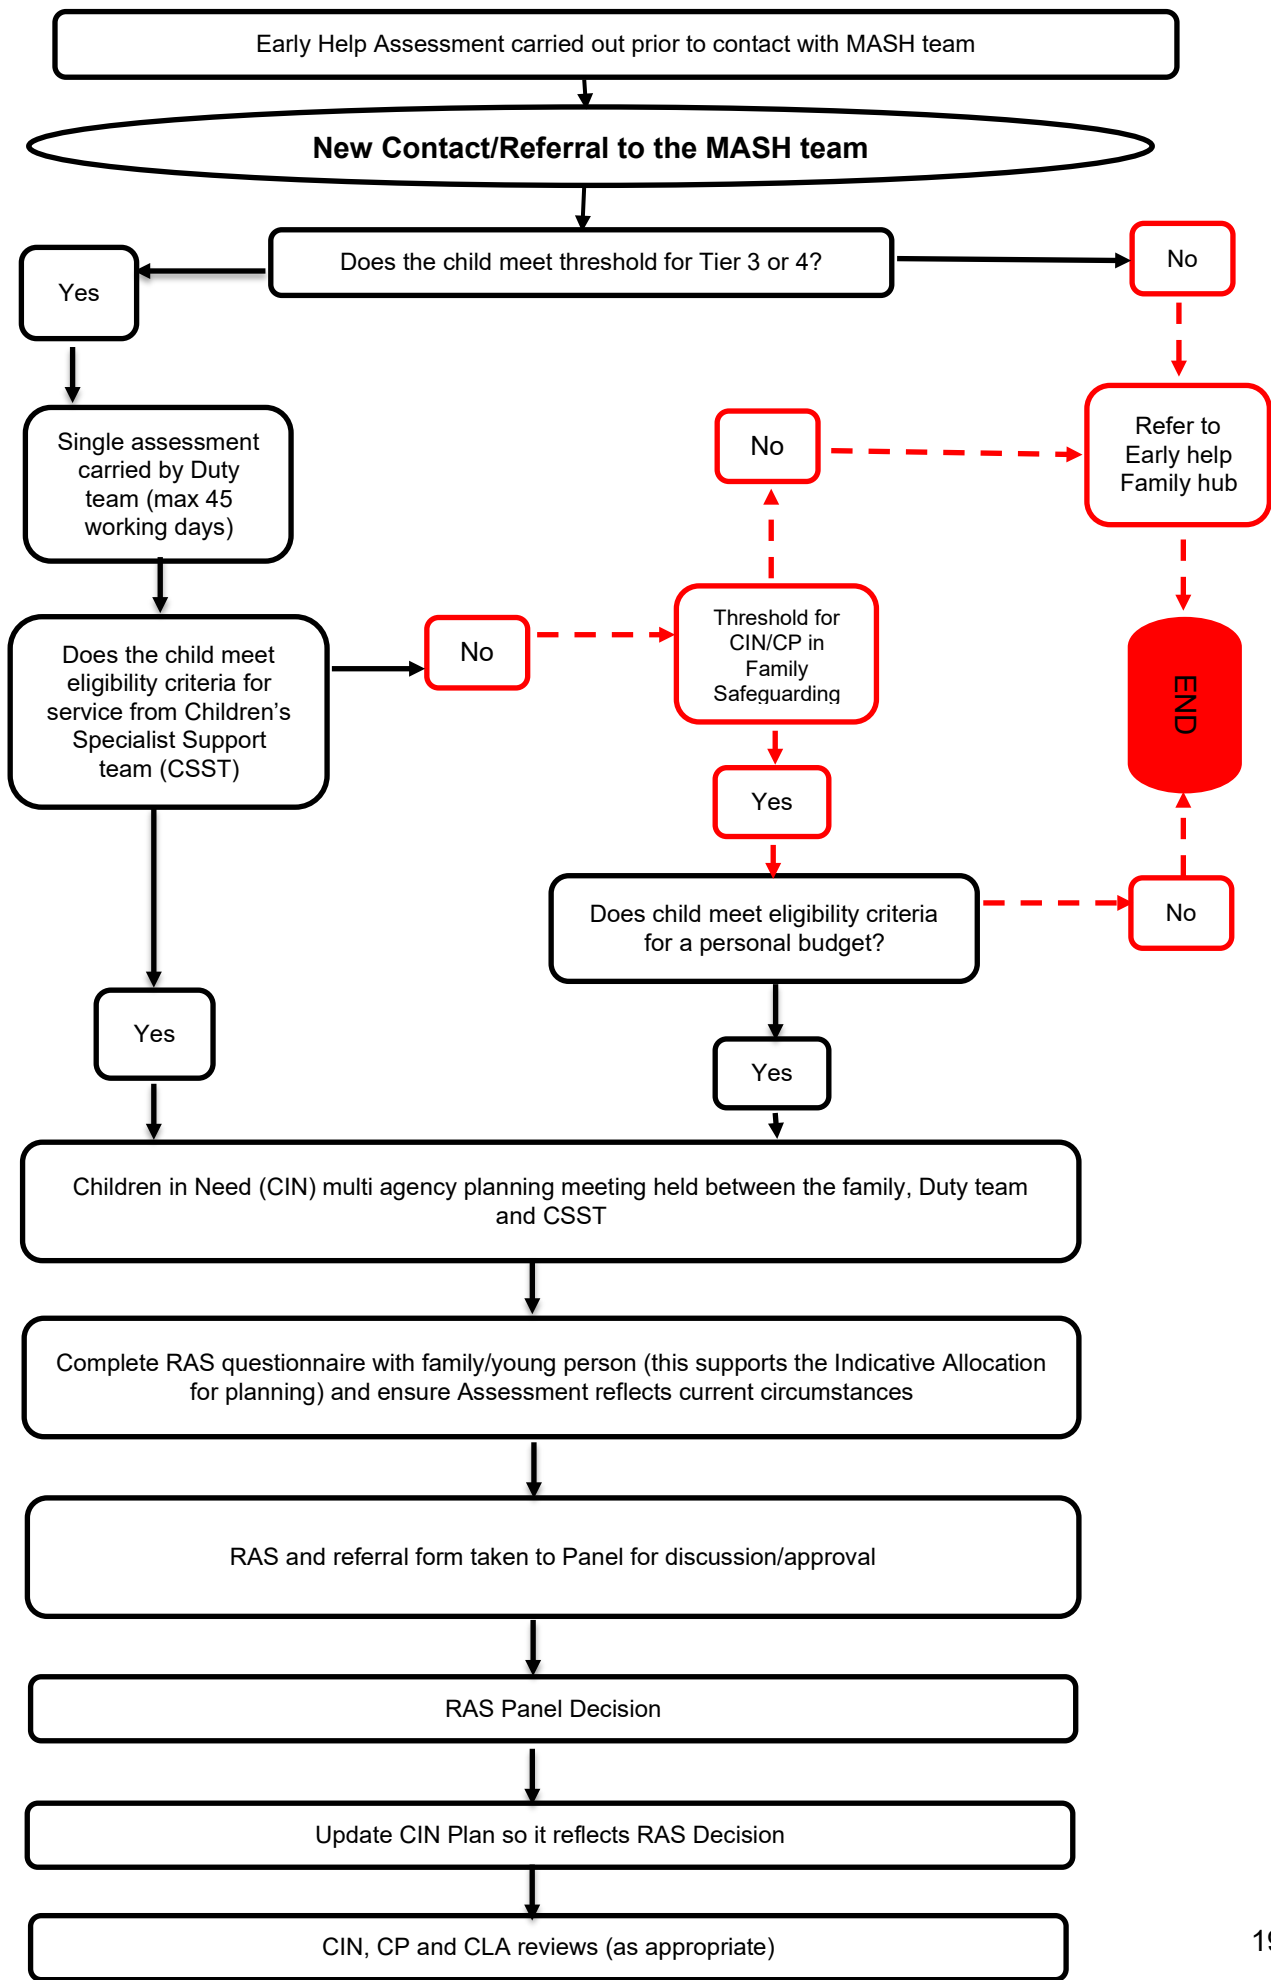 Early Help Assessment carried out prior to contact with MASH team
New Contact/Referral to the MASH team
Does the child meet threshold for Tier 3 or 4?
No
Yes
Single assessment
carried by Duty
team (max 45
working days)
No
Refer to
Early help
Family hub
Does the child meet
eligibility criteria for
service from Children’s
Specialist Support
team (CSST)
No
Threshold for
CIN/CP in
Family
Safeguarding
END
Yes
Does child meet eligibility criteria
for a personal budget?
No
Yes
Yes
Children in Need (CIN) multi agency planning meeting held between the family, Duty team
and CSST
Complete RAS questionnaire with family/young person (this supports the Indicative Allocation
for planning) and ensure Assessment reflects current circumstances
RAS and referral form taken to Panel for discussion/approval
RAS Panel Decision
Update CIN Plan so it reflects RAS Decision
CIN, CP and CLA reviews (as appropriate)
19